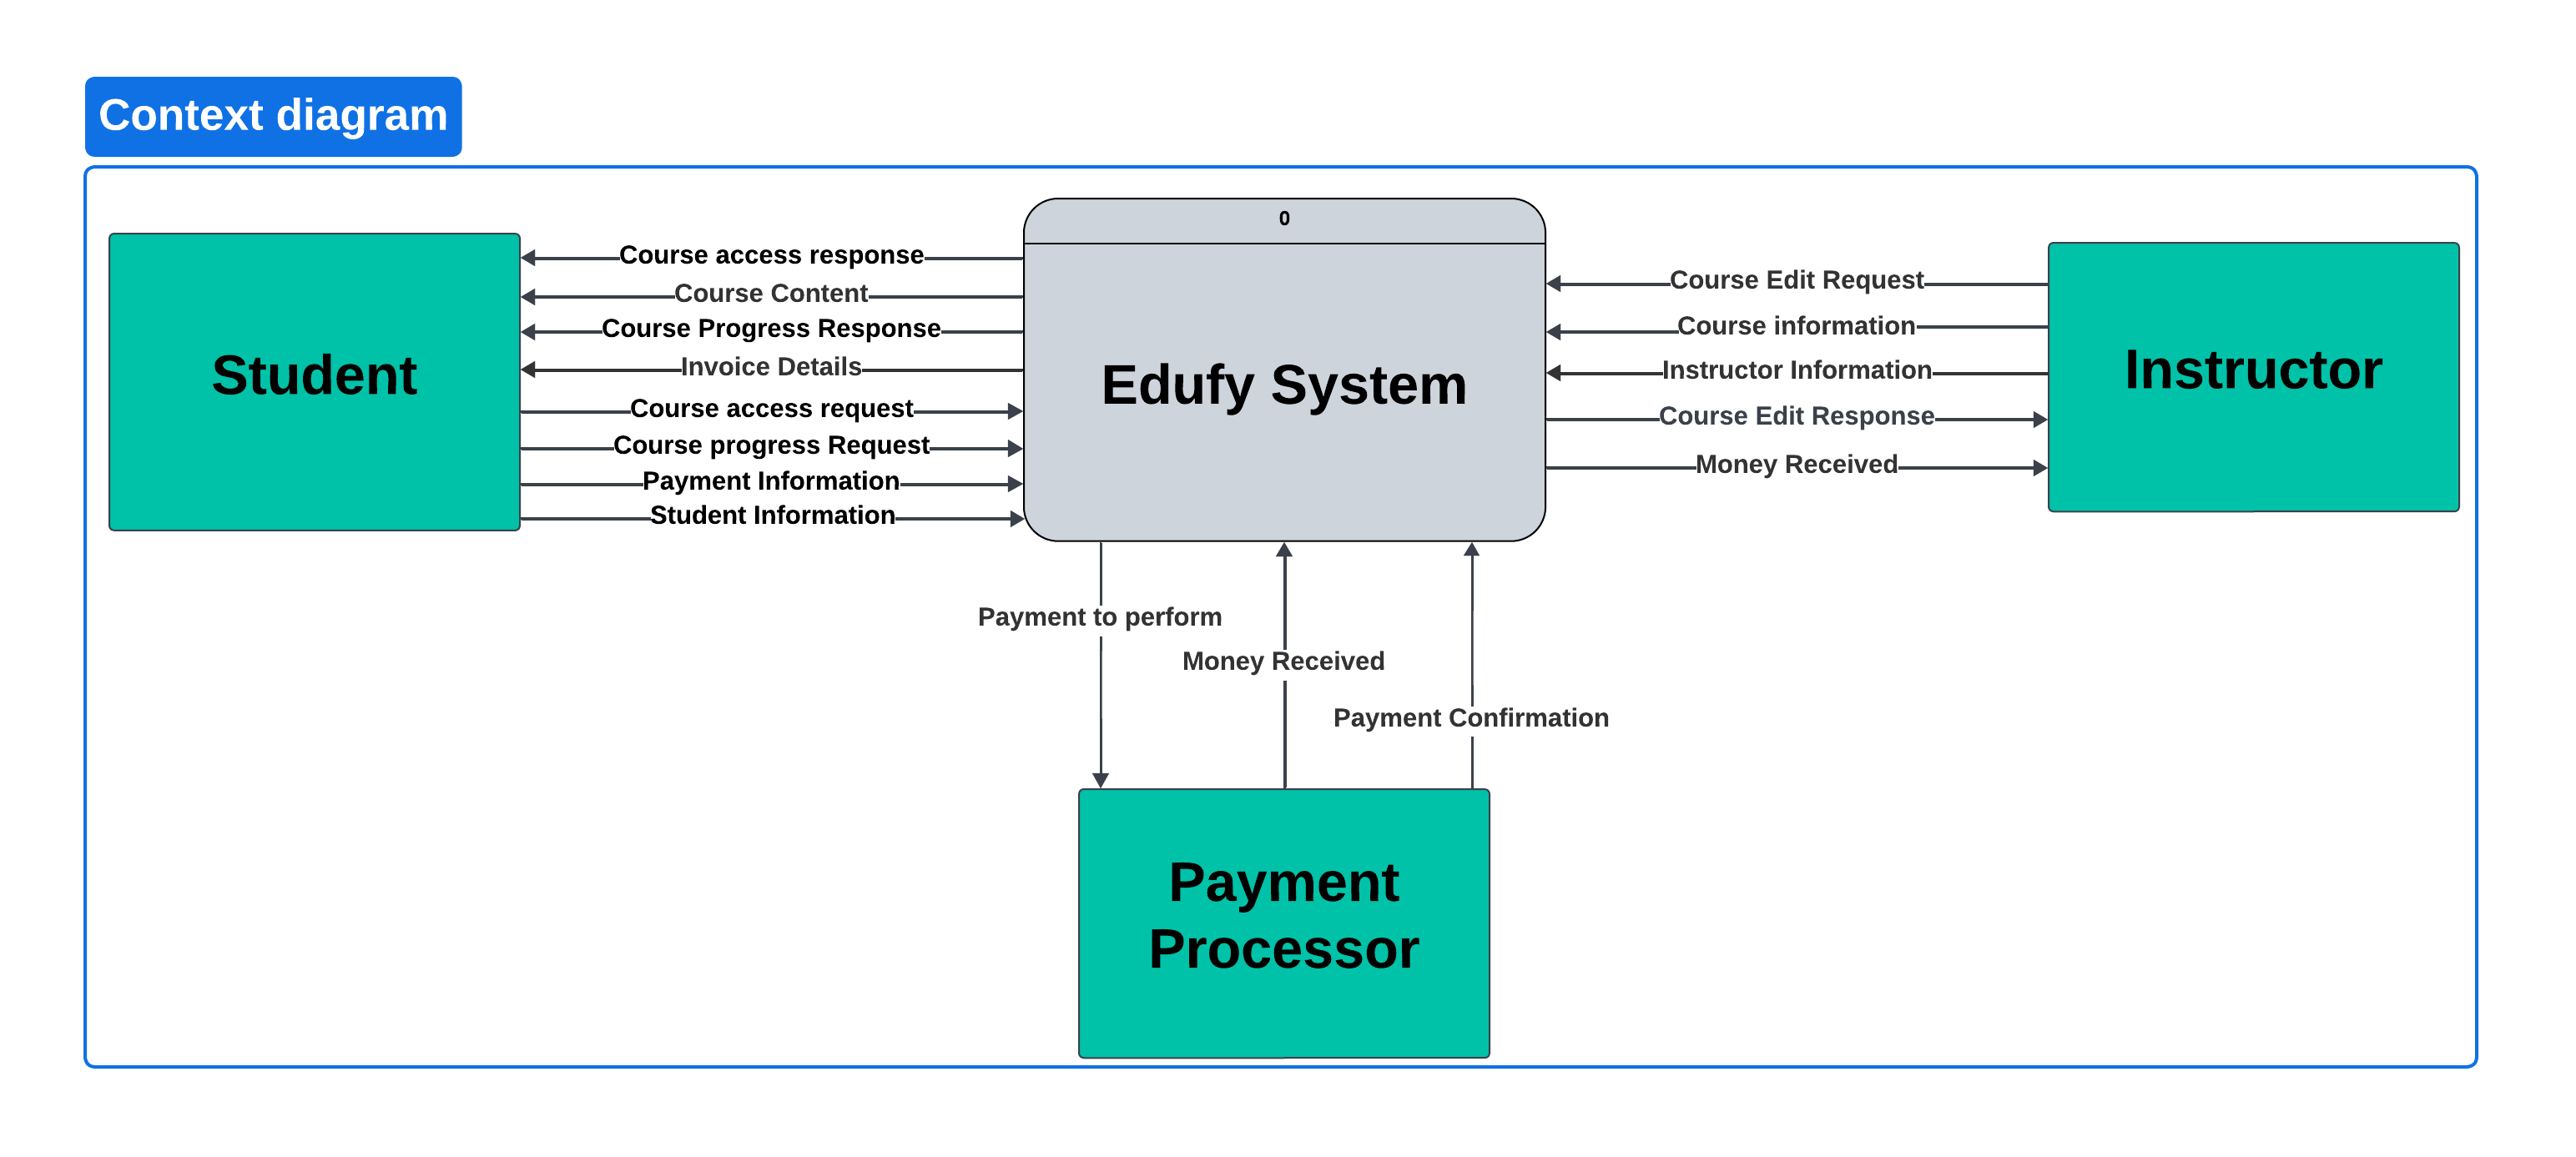 Context diagram
0
Student
Course access response
Course Content
Course Progress Response
Invoice Details
Course access request
Course progress Request
Payment Information
Student Information
Edufy System
Course Edit Request
Course information
Instructor Information
Course Edit Response
Money Received
Instructor
Payment to perform
Money Received
Payment Confirmation
Payment
Processor